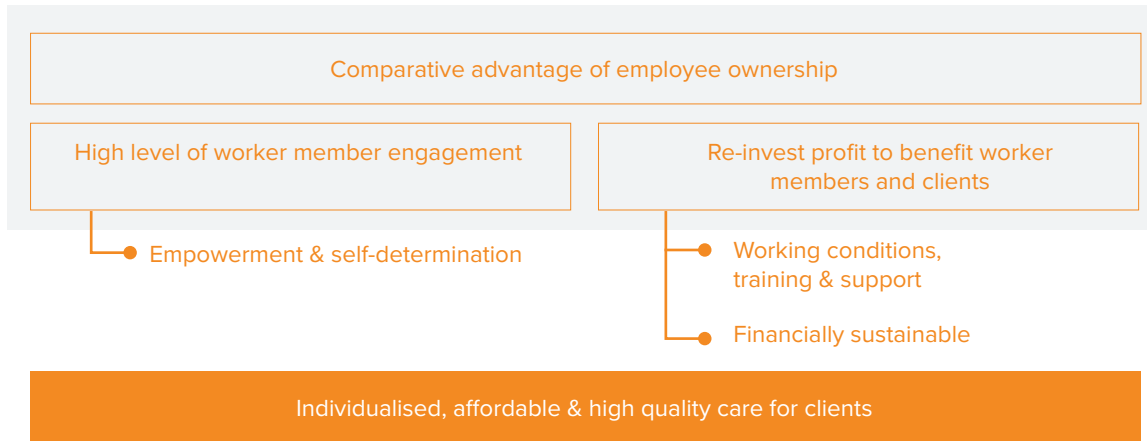 Comparative advantage of employee ownership
High level of worker member engagement
Re-invest profit to benefit worker
members and clients
Empowerment & self-determination
Working conditions,
training & support
Financially sustainable
Individualised, affordable & high quality care for clients